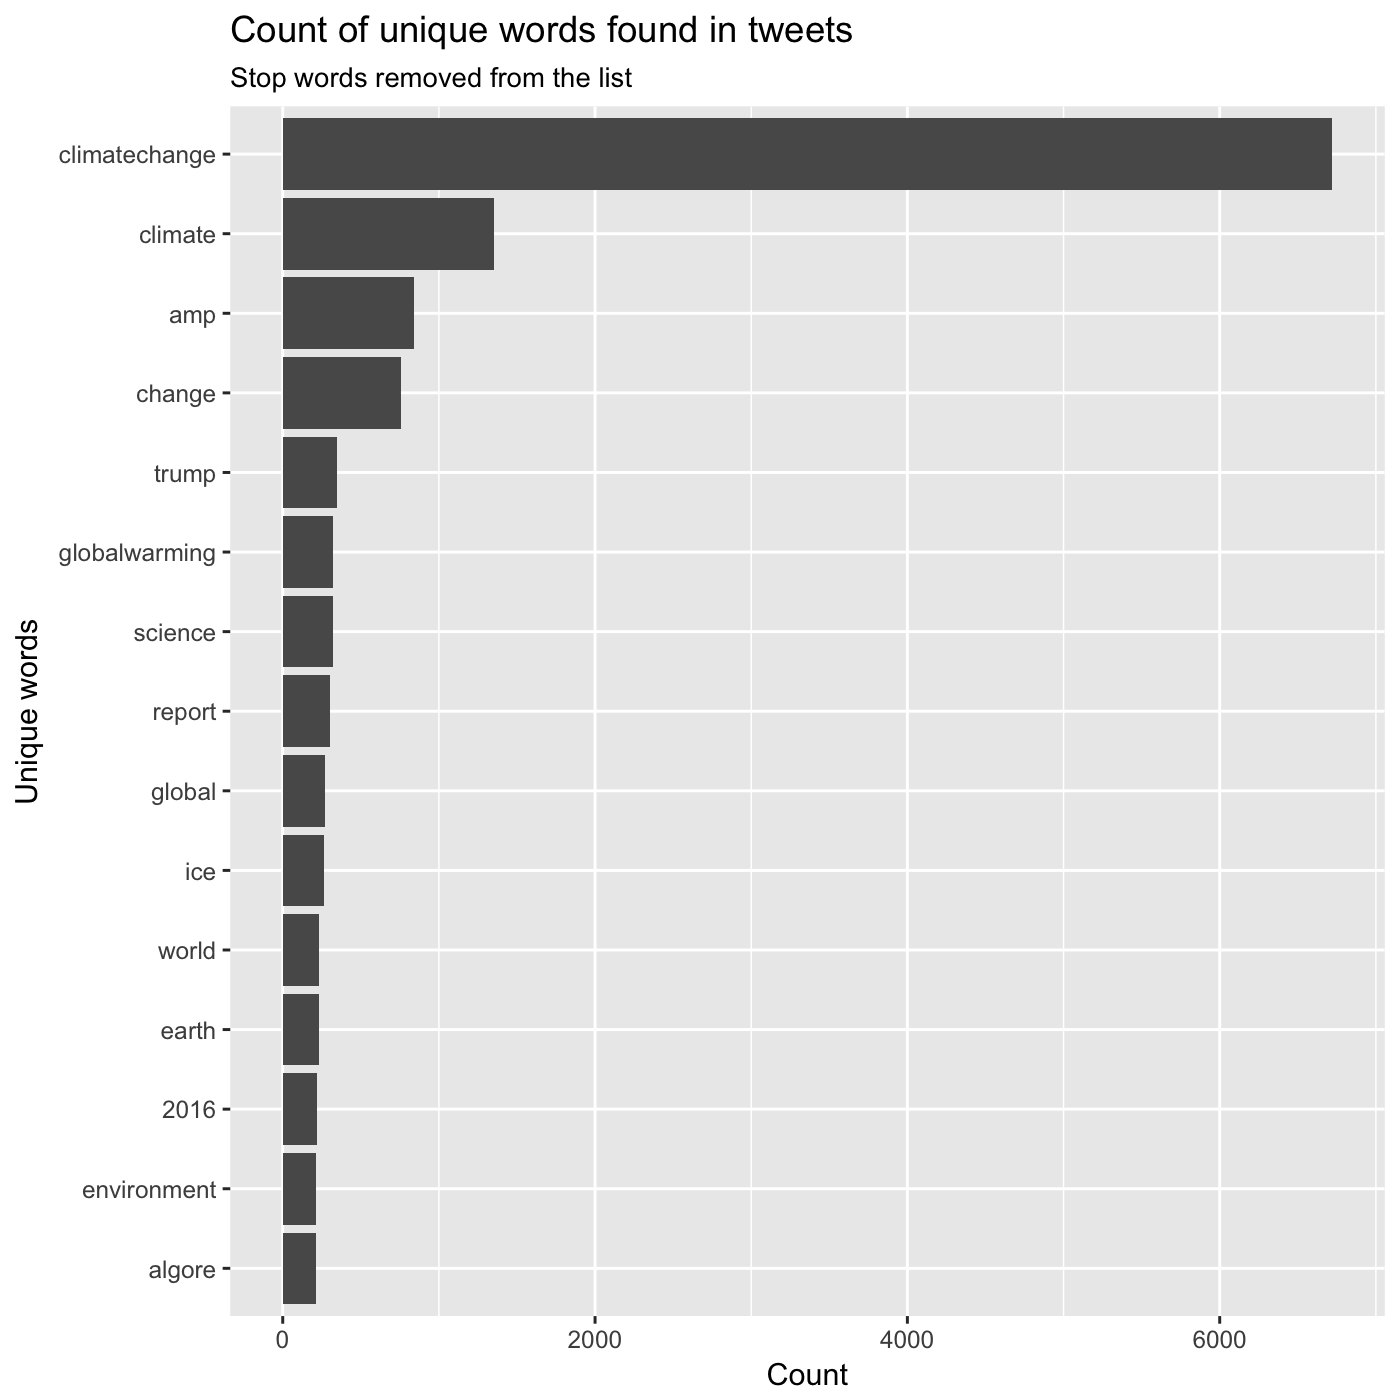 Count of unique words found in tweets
Stop words removed from the list
climatechange
climate
amp
change
trump
globalwarming
science
report
global
ice
world
earth
2016
environment
algore
Unique words
0 2000 4000 6000
Count